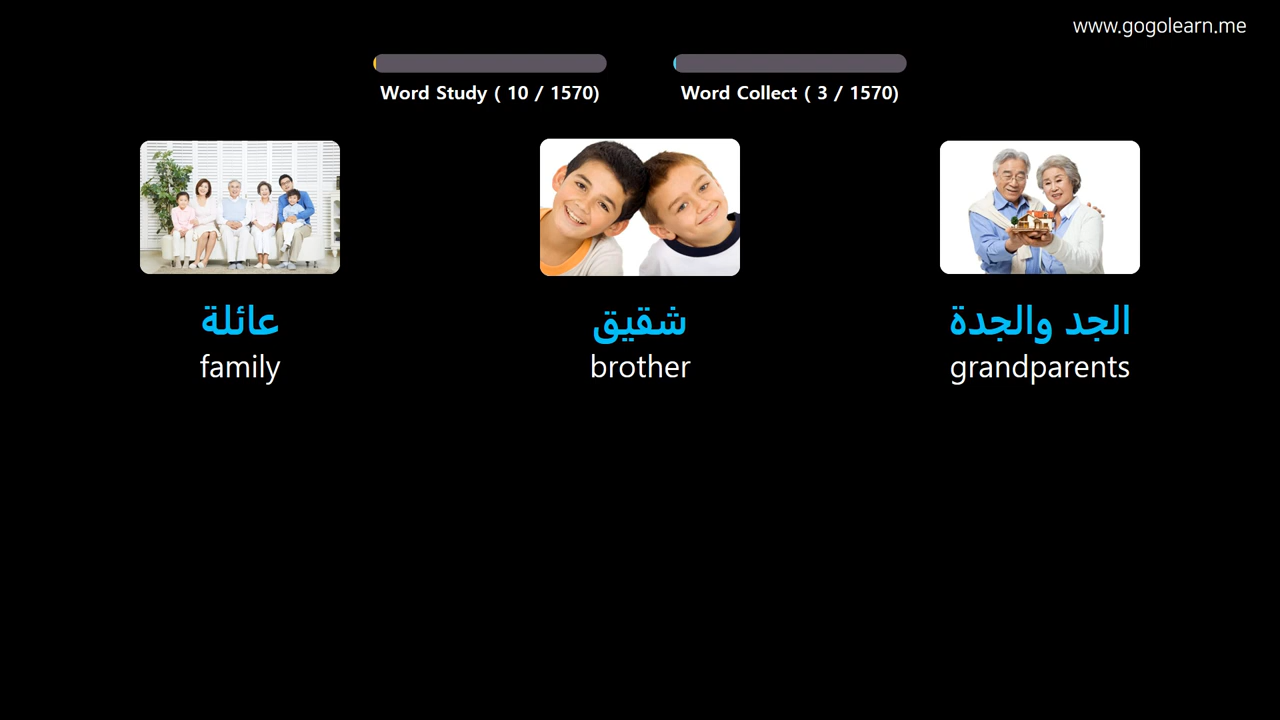 www.gogolearn.me
Word Study ( 10 / 1570)
Word Collect ( 3 / 1570)
عائلة
family
شقيق
brother
الجد والجدة
grandparents